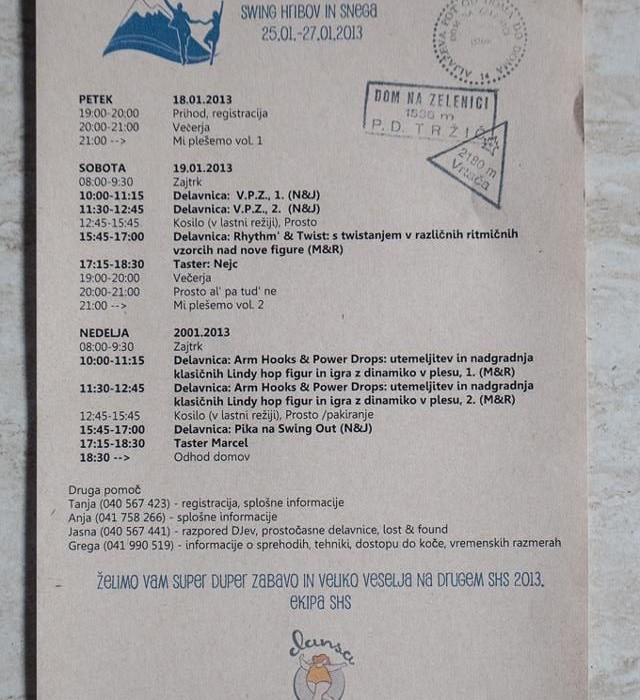 SWING HRIBOV IN SNEGA
25.01.-27.01.2013
DOM NA ZELENICI
1536 m
P. D. TRŽIČ
2180 m
Vrtača
PETEK 18.01.2013
19:00-20:00 Prihod, registracija
20:00-21:00 Večerja
21:00 --> Mi plešemo vol. 1
SOBOTA 19.01.2013
08:00-9:30 Zajtrk
10:00-11:15 Delavnica: V.P.Z., 1. (N&J)
11:30-12:45 Delavnica: V.P.Z., 2. (N&J)
12:45-15:45 Kosilo (v lastni režiji), Prosto
15:45-17:00 Delavnica: Rhythm' & Twist: s twistanjem v različnih ritmičnih
vzorcih nad nove figure (M&R)
17:15-18:30 Taster: Nejc
19:00-20:00 Večerja
20:00-21:00 Prosto al' pa tud' ne
21:00 --> Mi plešemo vol. 2
NEDELJA 2001.2013
08:00-9:30 Zajtrk
10:00-11:15 Delavnica: Arm Hooks & Power Drops: utemeljitev in nadgradnja
klasičnih Lindy hop figur in igra z dinamiko v plesu, 1. (M&R)
11:30-12:45 Delavnica: Arm Hooks & Power Drops: utemeljitev in nadgradnja
klasičnih Lindy hop figur in igra z dinamiko v plesu, 2. (M&R)
12:45-15:45 Kosilo (v lastni režiji), Prosto /pakiranje
15:45-17:00 Delavnica: Pika na Swing Out (N&J)
17:15-18:30 Taster Marcel
18:30 --> Odhod domov
Druga pomoč
Tanja (040 567 423) - registracija, splošne informacije
Anja (041 758 266) - splošne informacije
Jasna (040 567 441) - razpored DJev, prostočasne delavnice, lost & found
Grega (041 990 519) - informacije o sprehodih, tehniki, dostopu do koče, vremenskih razmerah
ŽELIMO VAM SUPER DUPER ZABAVO IN VELIKO VESELJA NA DRUGEM SHS 2013.
EKIPA SHS
dansa